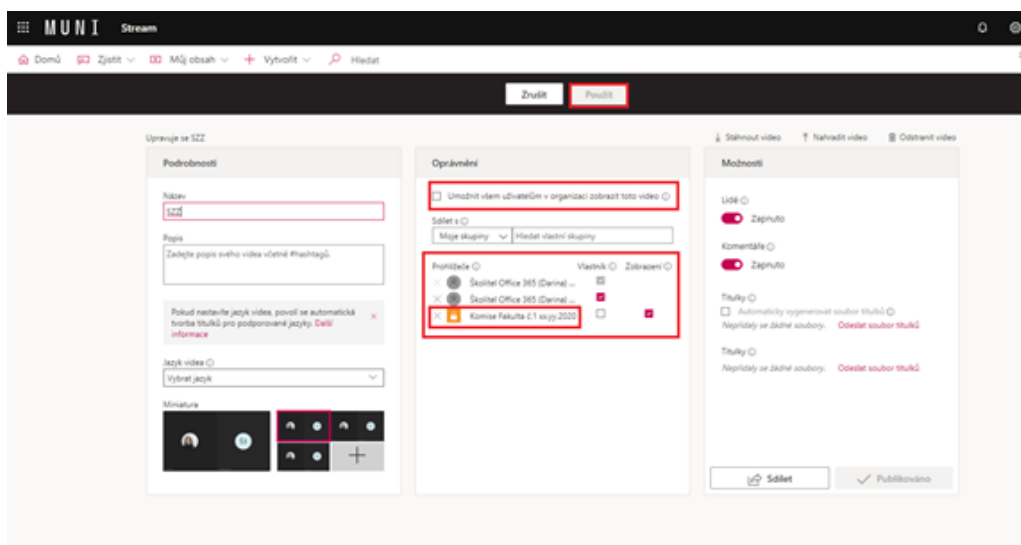 MUNI Stream
Domů Zjistit Můj obsah Vytvořit Hledat
Zrušit Použít
Upravuje se SZZ
Stáhnout video Nahradit video Odstranit video
Podrobnosti
Název
SZZ
Popis
Zadejte popis svého videa včetně #hashtagů.
Pokud nastavíte jazyk videa, povolí se automatická
tvorba titulků pro podporované jazyky. Další
informace
Jazyk videa
Vybrat jazyk
Miniatura
Oprávnění
Umožnit všem uživatelům v organizaci zobrazit toto video
Sdílet s
Moje skupiny Hledat vlastní skupiny
Prohlížeče Vlastník Zobrazení
Školitel Office 365 (Darina) ...
Školitel Office 365 (Darina) ...
Komise Fakulta č.1 xx.yy.2020
Možnosti
Lidé
Zapnuto
Komentáře
Zapnuto
Titulky
Automaticky vygenerovat soubor titulků
Nepřidaly se žádné soubory. Odeslat soubor titulků
Titulky
Nepřidaly se žádné soubory. Odeslat soubor titulků
Sdílet Publikováno